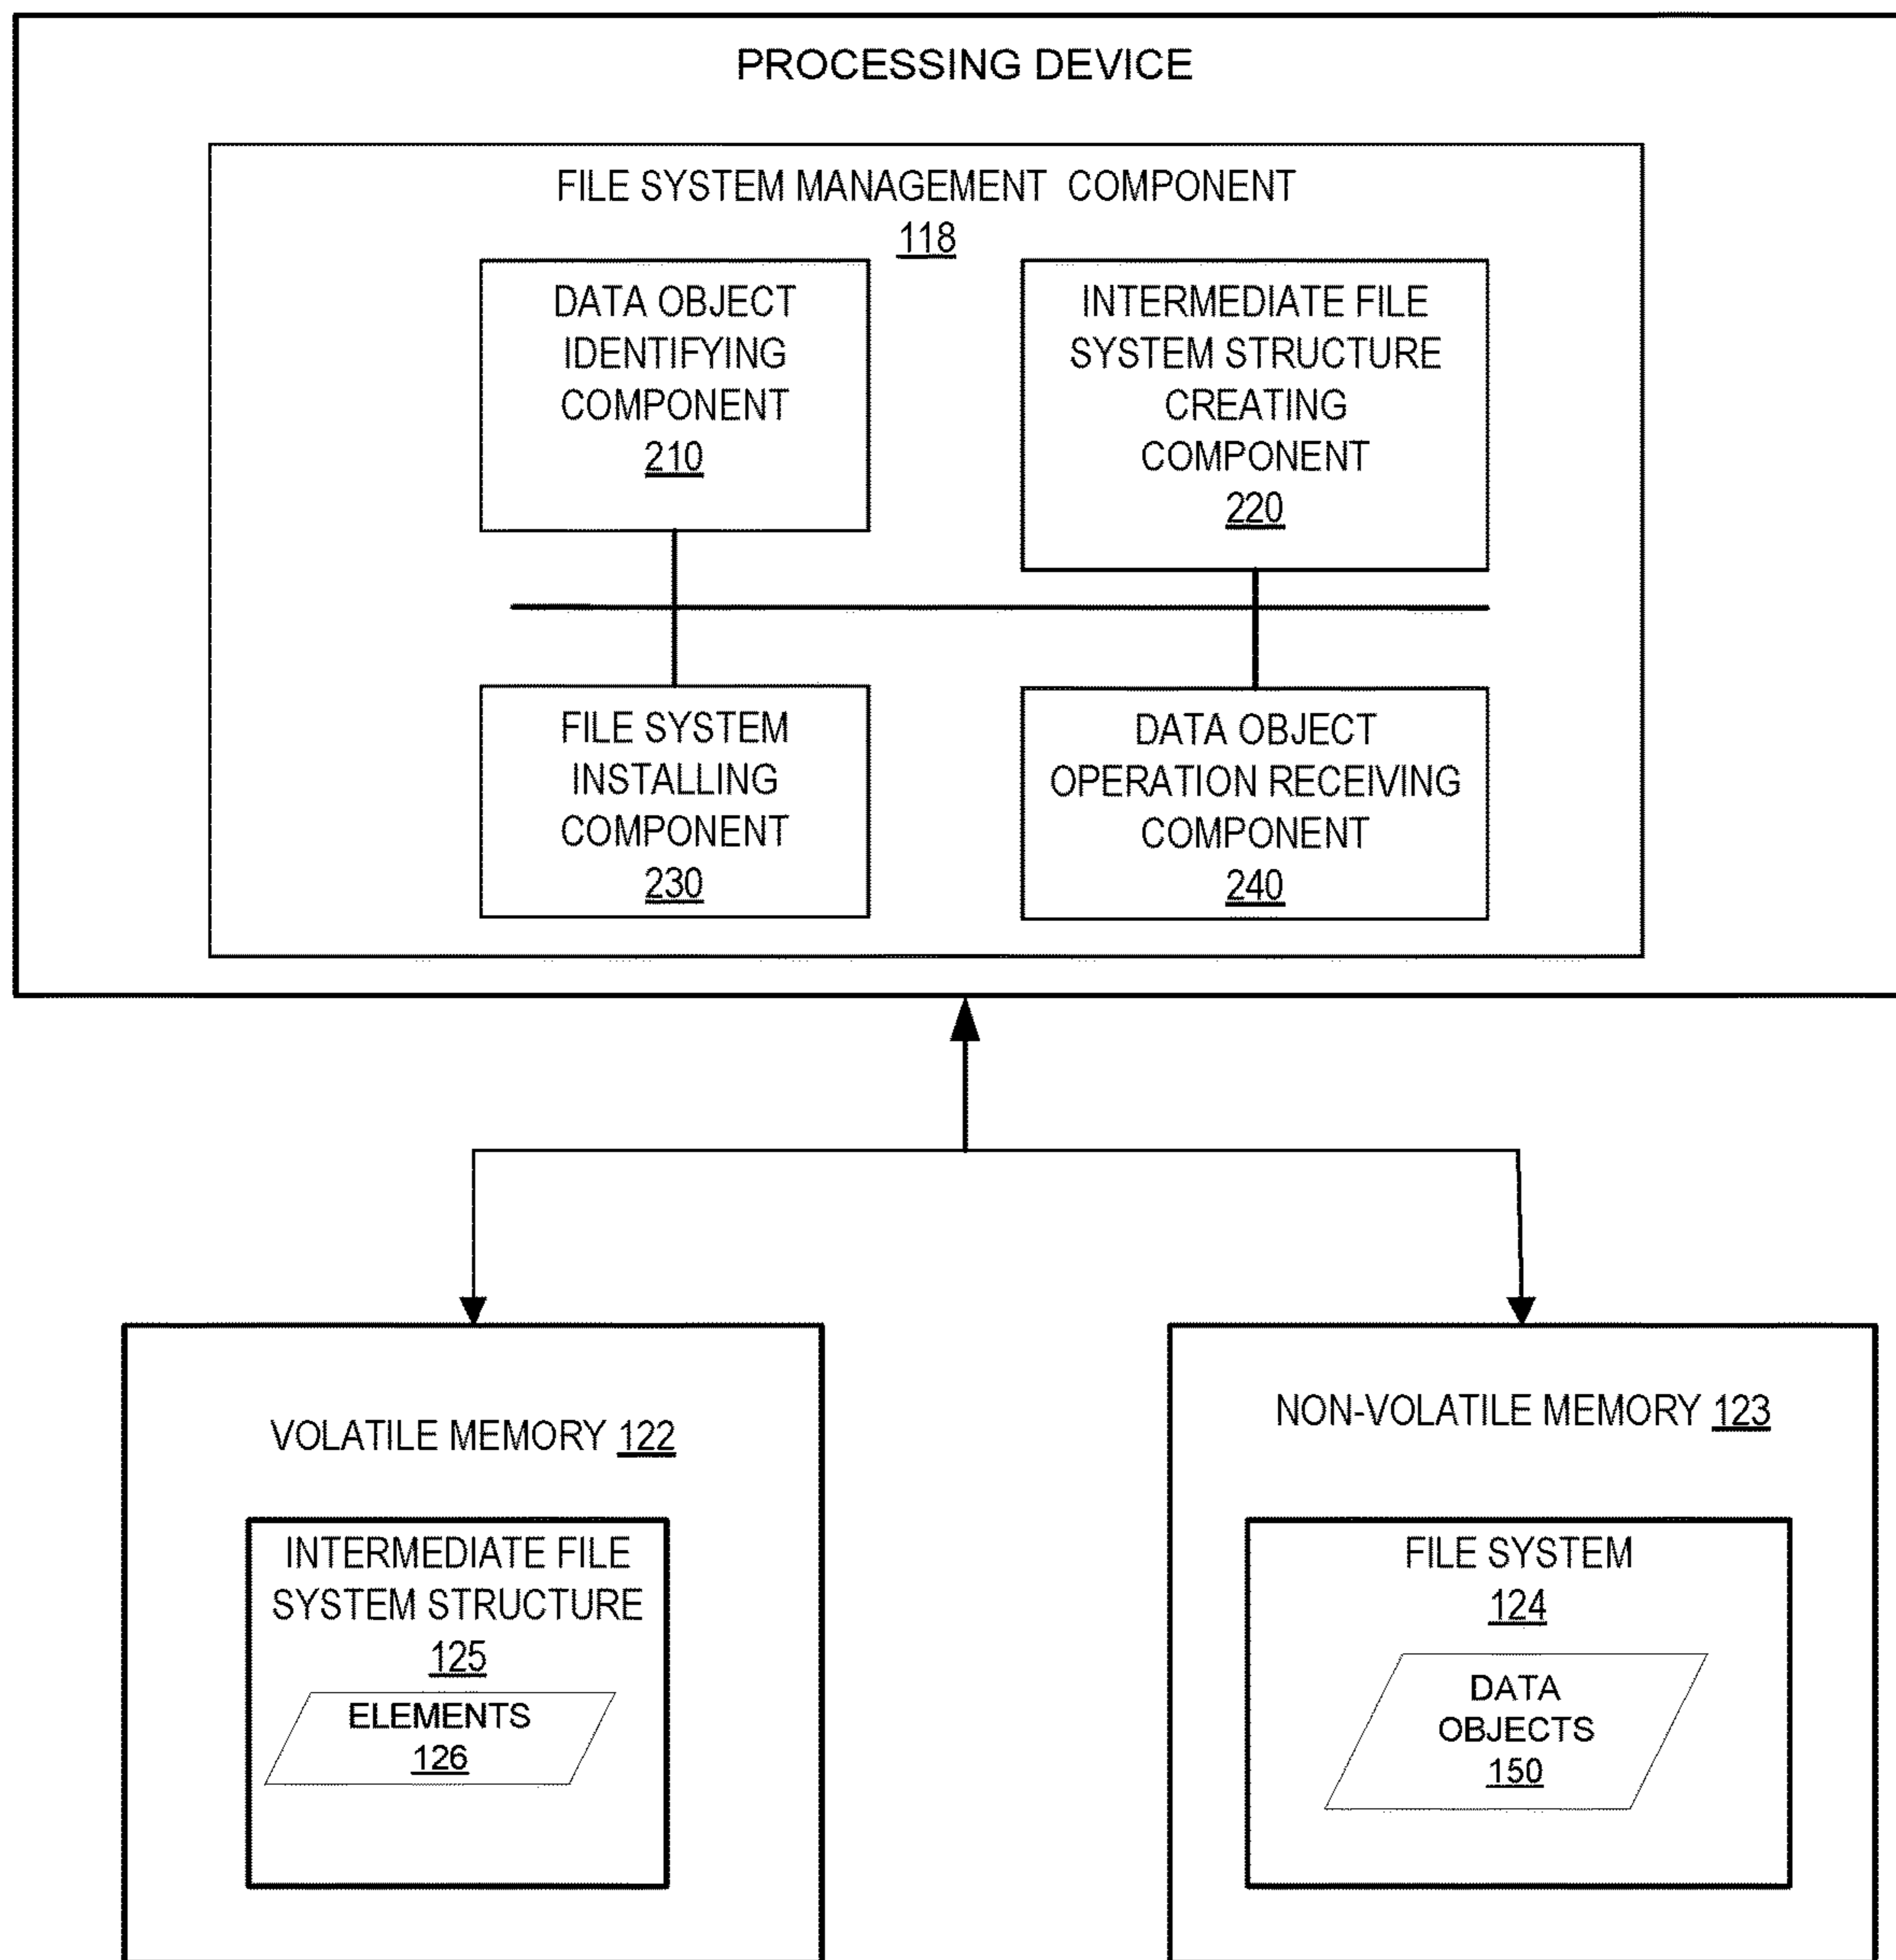 PROCESSING DEVICE
FILE SYSTEM MANAGEMENT COMPONENT
118
DATA OBJECT
IDENTIFYING
COMPONENT
210
INTERMEDIATE FILE
SYSTEM STRUCTURE
CREATING
COMPONENT
220
FILE SYSTEM
INSTALLING
COMPONENT
230
DATA OBJECT
OPERATION RECEIVING
COMPONENT
240
VOLATILE MEMORY 122
INTERMEDIATE FILE
SYSTEM STRUCTURE
125
ELEMENTS
126
NON-VOLATILE MEMORY 123
FILE SYSTEM
124
DATA
OBJECTS
150